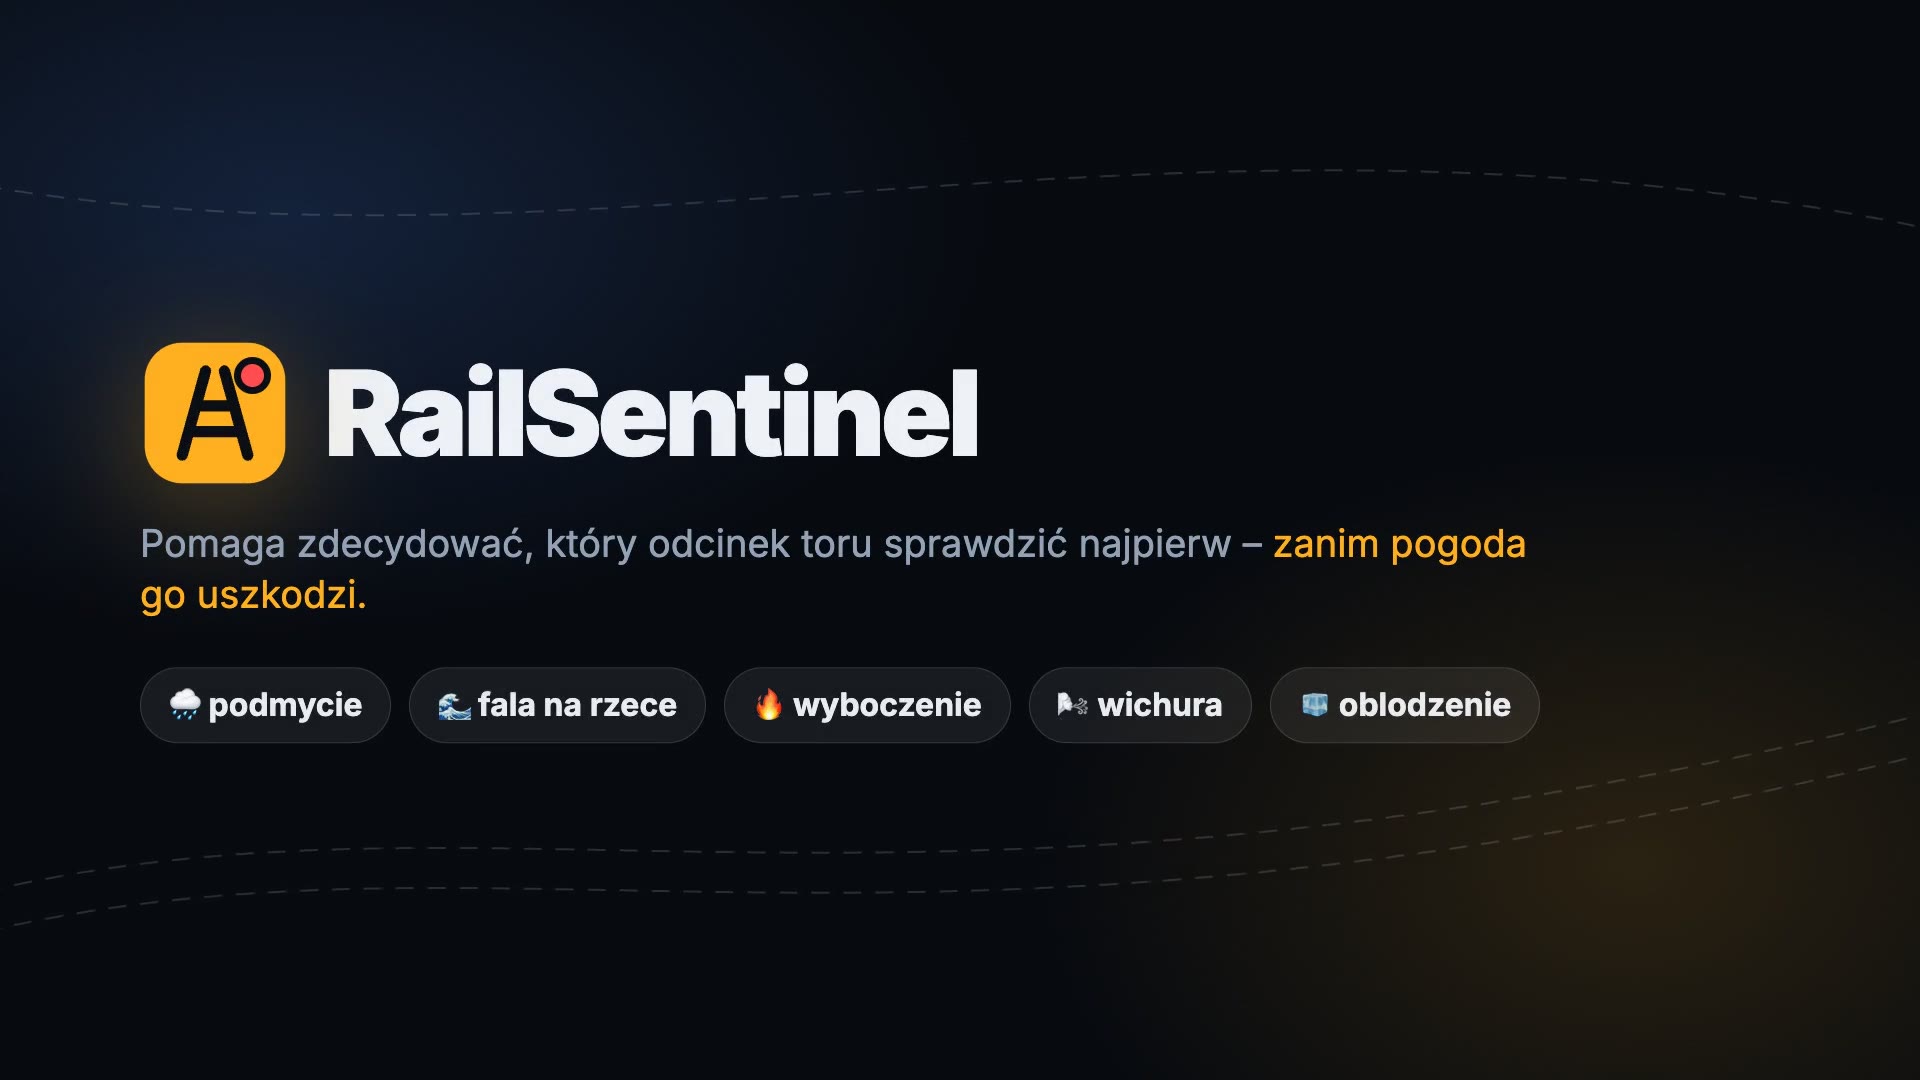 RailSentinel
Pomaga zdecydować, który odcinek toru sprawdzić najpierw – zanim pogoda
go uszkodzi.
🌧️ podmycie 🌊 fala na rzece 🔥 wyboczenie 🌬️ wichura 🧊 oblodzenie